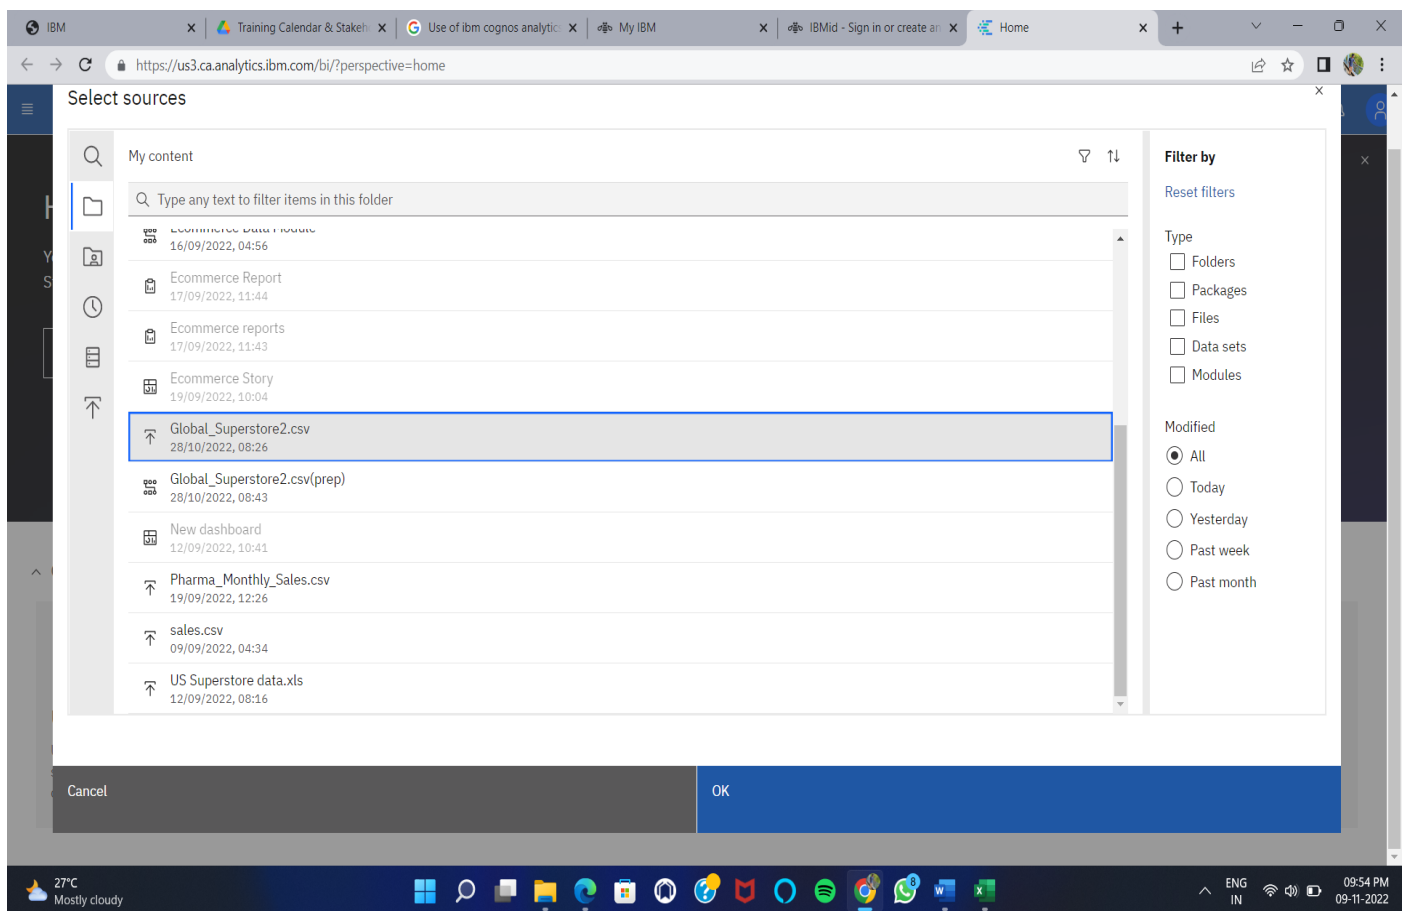 IBM
Training Calendar & Stakeh
Use of ibm cognos analytic
My IBM
IBMid - Sign in or create an
Home
https://us3.ca.analytics.ibm.com/bi/?perspective=home
Select sources
My content
Type any text to filter items in this folder
Ecommerce Data Module
16/09/2022, 04:56
Ecommerce Report
17/09/2022, 11:44
Ecommerce reports
17/09/2022, 11:43
Ecommerce Story
19/09/2022, 10:04
Global_Superstore2.csv
28/10/2022, 08:26
Global_Superstore2.csv(prep)
28/10/2022, 08:43
New dashboard
12/09/2022, 10:41
Pharma_Monthly_Sales.csv
19/09/2022, 12:26
sales.csv
09/09/2022, 04:34
US Superstore data.xls
12/09/2022, 08:16
Filter by
Reset filters
Type
Folders
Packages
Files
Data sets
Modules
Modified
All
Today
Yesterday
Past week
Past month
Cancel
OK
27°C
Mostly cloudy
8
ENG
IN
09:54 PM
09-11-2022